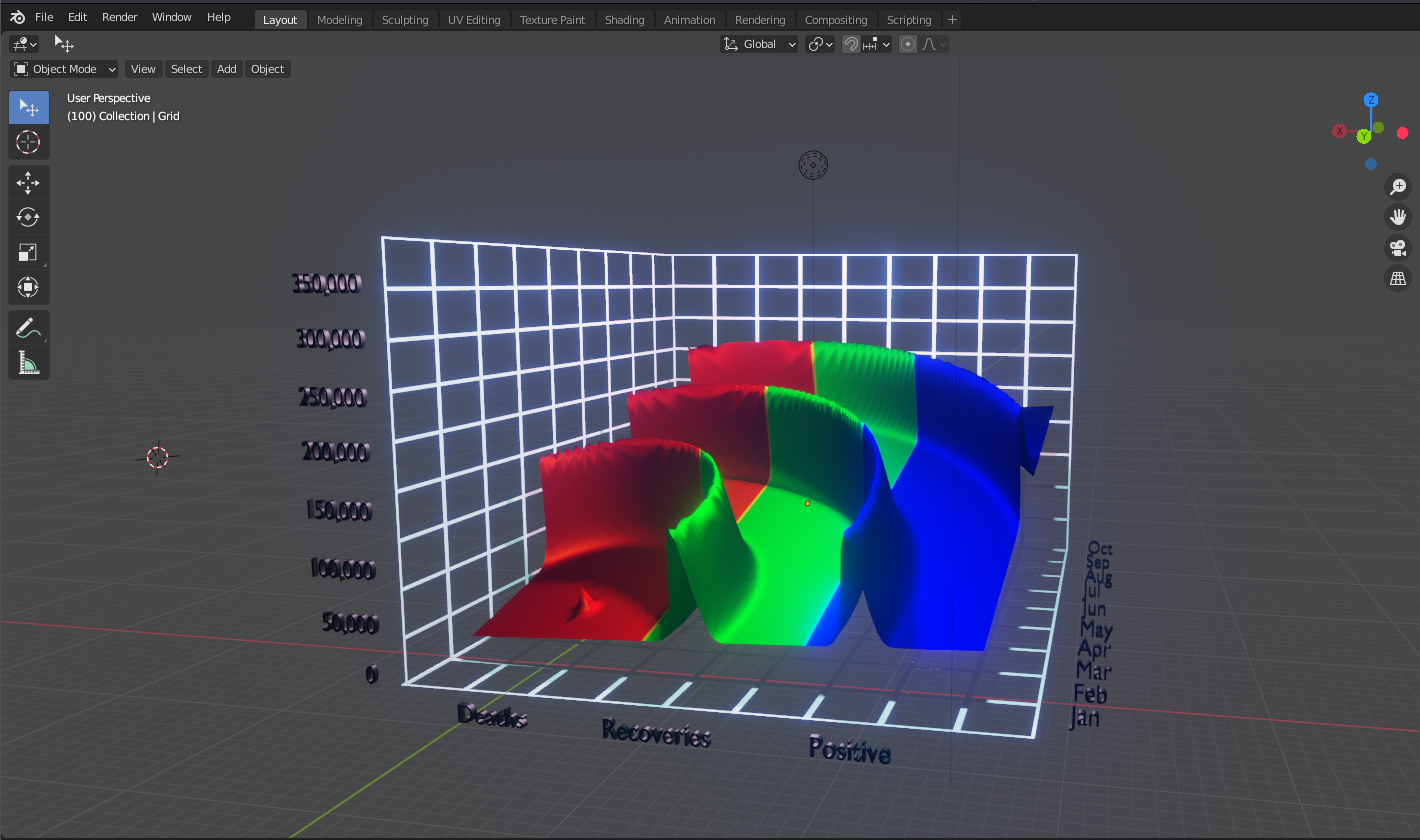 File Edit Render Window Help Layout Modeling Sculpting UV Editing Texture Paint Shading Animation Rendering Compositing Scripting +
Global
Object Mode View Select Add Object
User Perspective
(100) Collection | Grid
Z
X
Y
350,000
300,000
250,000
200,000
150,000
100,000
50,000
0
Oct
Sep
Aug
Jul
Jun
May
Apr
Mar
Feb
Jan
Deaths
Recoveries
Positive